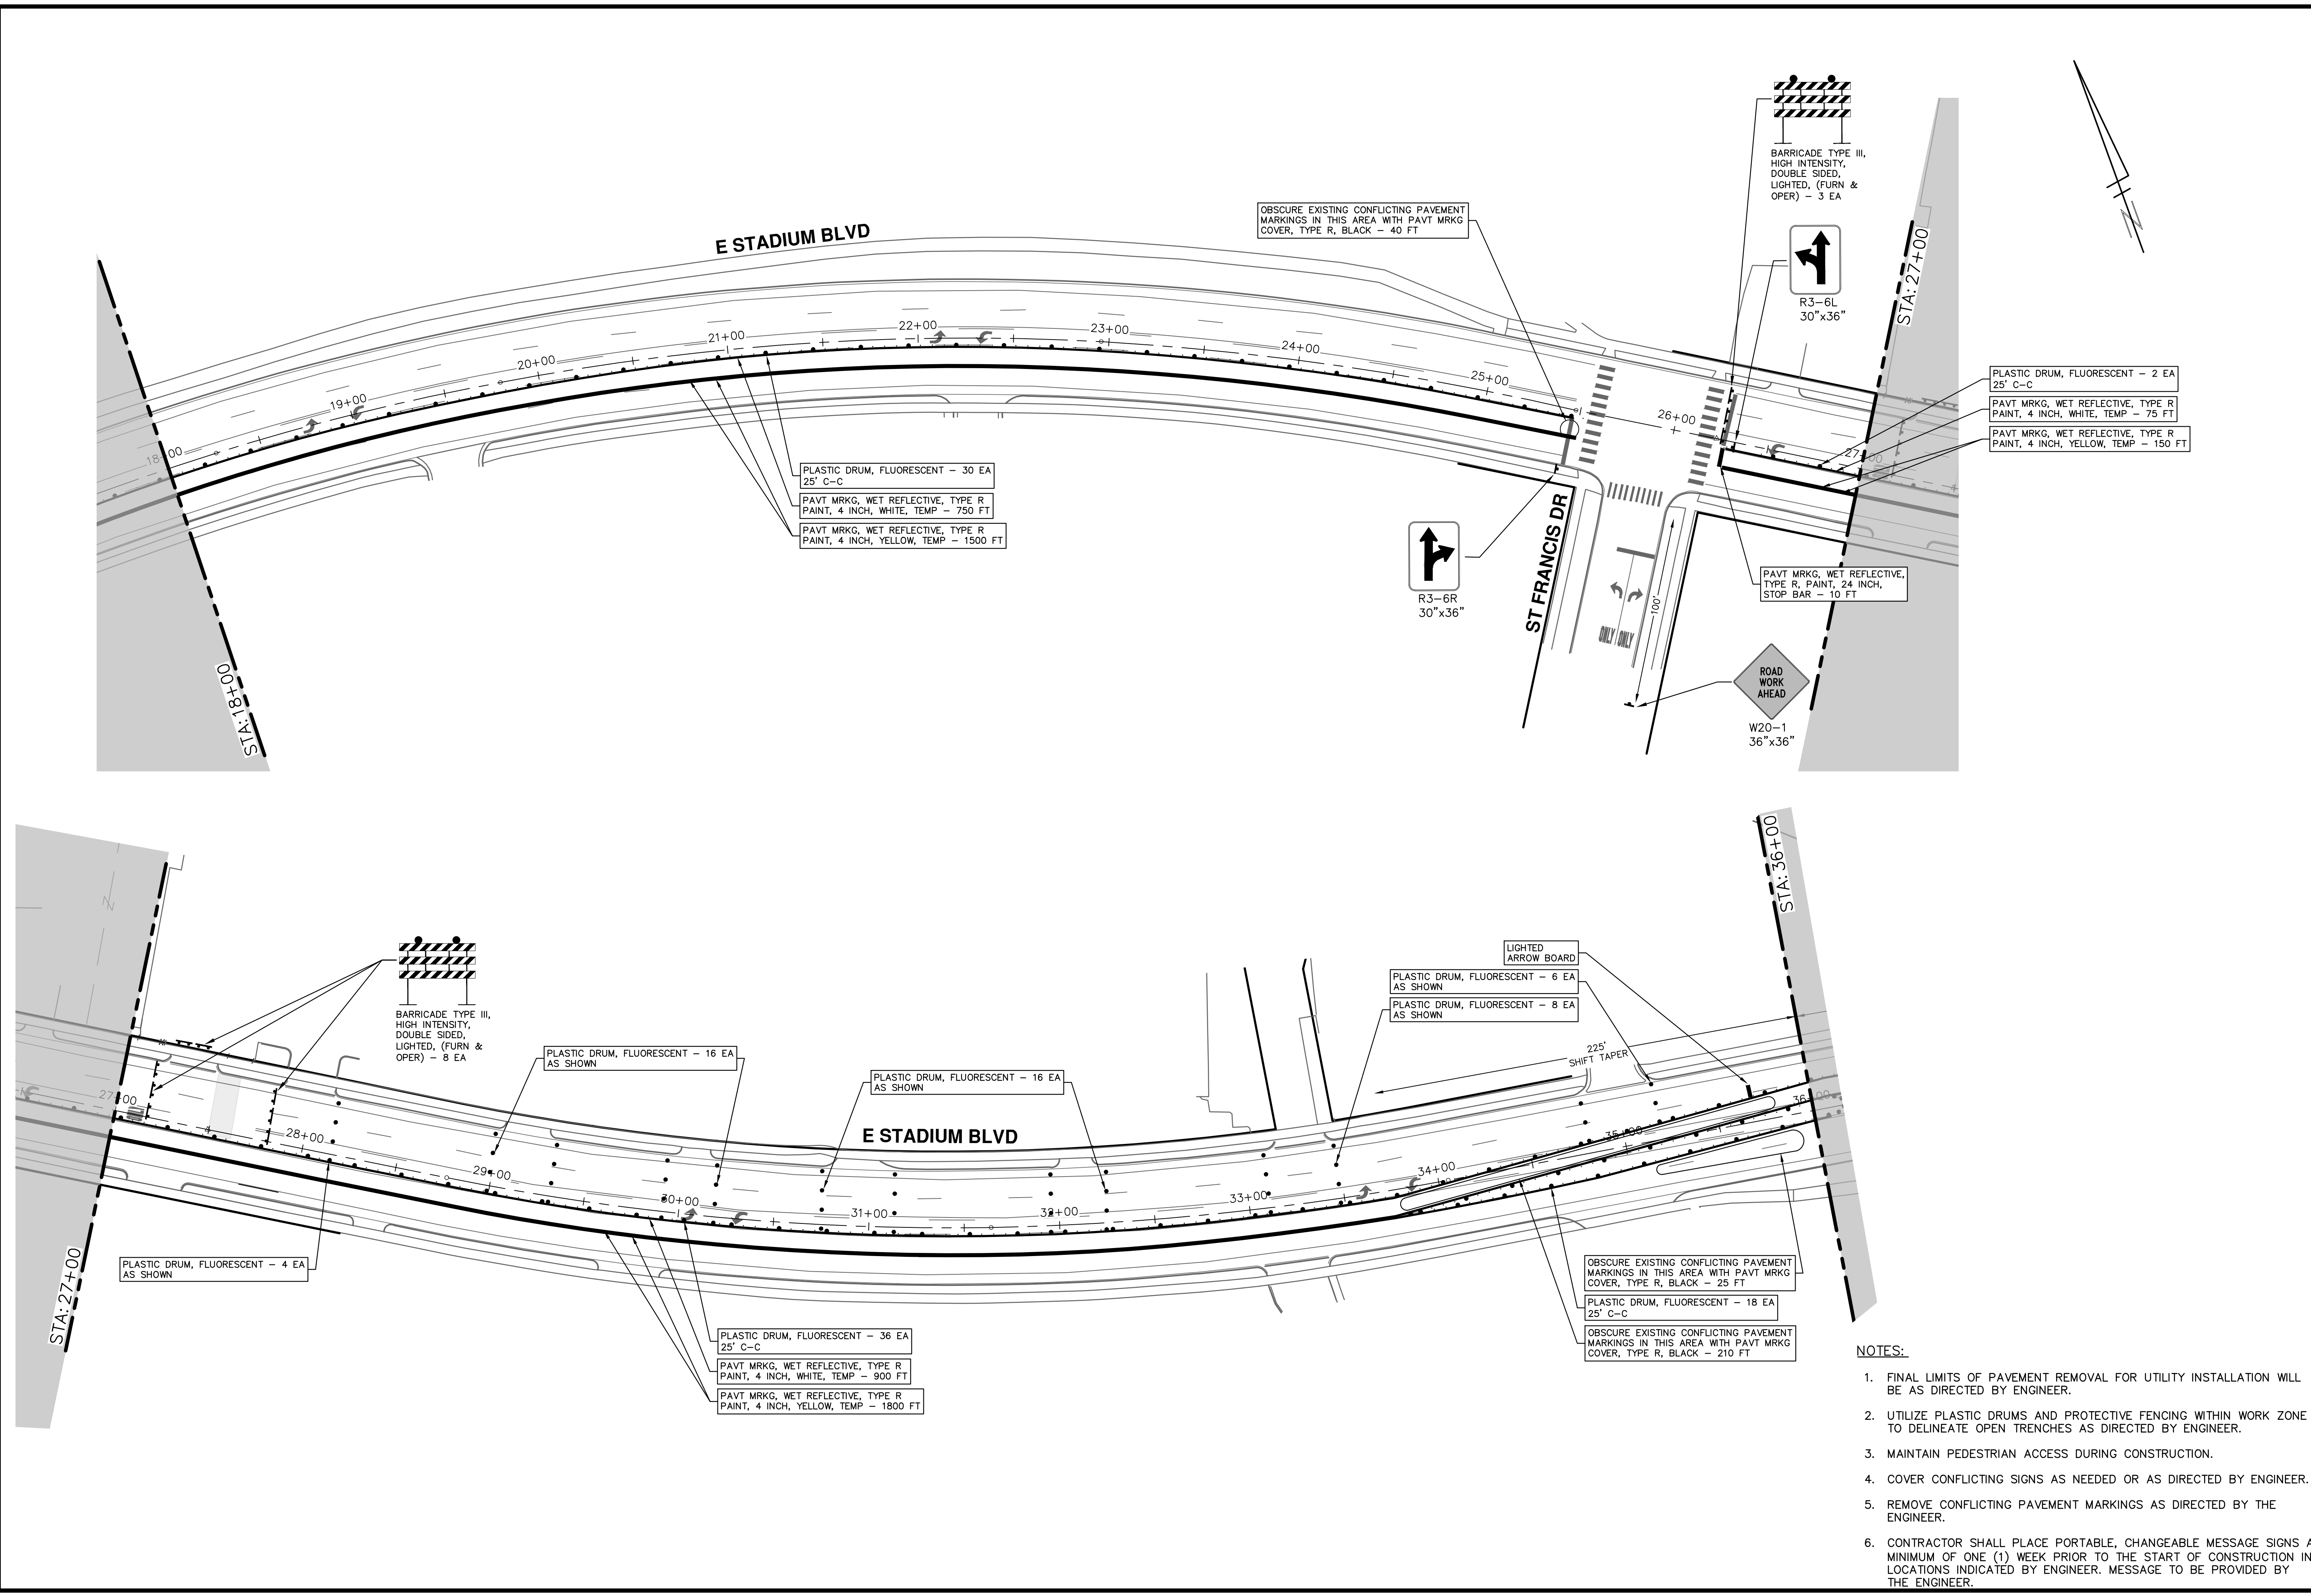 E STADIUM BLVD
OBSCURE EXISTING CONFLICTING PAVEMENT
MARKINGS IN THIS AREA WITH PAVT MRKG
COVER, TYPE R, BLACK – 40 FT
BARRICADE TYPE III,
HIGH INTENSITY,
DOUBLE SIDED,
LIGHTED, (FURN &
OPER) – 3 EA
R3–6L
30"x36"
STA: 27+00
N
18+00
19+00
20+00
21+00
22+00
23+00
24+00
25+00
26+00
27+00
PLASTIC DRUM, FLUORESCENT – 2 EA
25' C–C
PAVT MRKG, WET REFLECTIVE, TYPE R
PAINT, 4 INCH, WHITE, TEMP – 75 FT
PAVT MRKG, WET REFLECTIVE, TYPE R
PAINT, 4 INCH, YELLOW, TEMP – 150 FT
PLASTIC DRUM, FLUORESCENT – 30 EA
25' C–C
PAVT MRKG, WET REFLECTIVE, TYPE R
PAINT, 4 INCH, WHITE, TEMP – 750 FT
PAVT MRKG, WET REFLECTIVE, TYPE R
PAINT, 4 INCH, YELLOW, TEMP – 1500 FT
R3–6R
30"x36"
ST FRANCIS DR
ONLY
ONLY
100'
PAVT MRKG, WET REFLECTIVE,
TYPE R, PAINT, 24 INCH,
STOP BAR – 10 FT
ROAD
WORK
AHEAD
W20–1
36"x36"
STA: 18+00
STA: 36+00
BARRICADE TYPE III,
HIGH INTENSITY,
DOUBLE SIDED,
LIGHTED, (FURN &
OPER) – 8 EA
PLASTIC DRUM, FLUORESCENT – 16 EA
AS SHOWN
PLASTIC DRUM, FLUORESCENT – 16 EA
AS SHOWN
LIGHTED
ARROW BOARD
PLASTIC DRUM, FLUORESCENT – 6 EA
AS SHOWN
PLASTIC DRUM, FLUORESCENT – 8 EA
AS SHOWN
225'
SHIFT TAPER
E STADIUM BLVD
27+00
28+00
29+00
30+00
31+00
32+00
33+00
34+00
35+00
36+00
PLASTIC DRUM, FLUORESCENT – 4 EA
AS SHOWN
STA: 27+00
PLASTIC DRUM, FLUORESCENT – 36 EA
25' C–C
PAVT MRKG, WET REFLECTIVE, TYPE R
PAINT, 4 INCH, WHITE, TEMP – 900 FT
PAVT MRKG, WET REFLECTIVE, TYPE R
PAINT, 4 INCH, YELLOW, TEMP – 1800 FT
OBSCURE EXISTING CONFLICTING PAVEMENT
MARKINGS IN THIS AREA WITH PAVT MRKG
COVER, TYPE R, BLACK – 25 FT
PLASTIC DRUM, FLUORESCENT – 18 EA
25' C–C
OBSCURE EXISTING CONFLICTING PAVEMENT
MARKINGS IN THIS AREA WITH PAVT MRKG
COVER, TYPE R, BLACK – 210 FT
NOTES:
1. FINAL LIMITS OF PAVEMENT REMOVAL FOR UTILITY INSTALLATION WILL
BE AS DIRECTED BY ENGINEER.
2. UTILIZE PLASTIC DRUMS AND PROTECTIVE FENCING WITHIN WORK ZONE
TO DELINEATE OPEN TRENCHES AS DIRECTED BY ENGINEER.
3. MAINTAIN PEDESTRIAN ACCESS DURING CONSTRUCTION.
4. COVER CONFLICTING SIGNS AS NEEDED OR AS DIRECTED BY ENGINEER.
5. REMOVE CONFLICTING PAVEMENT MARKINGS AS DIRECTED BY THE
ENGINEER.
6. CONTRACTOR SHALL PLACE PORTABLE, CHANGEABLE MESSAGE SIGNS A
MINIMUM OF ONE (1) WEEK PRIOR TO THE START OF CONSTRUCTION IN
LOCATIONS INDICATED BY ENGINEER. MESSAGE TO BE PROVIDED BY
THE ENGINEER.